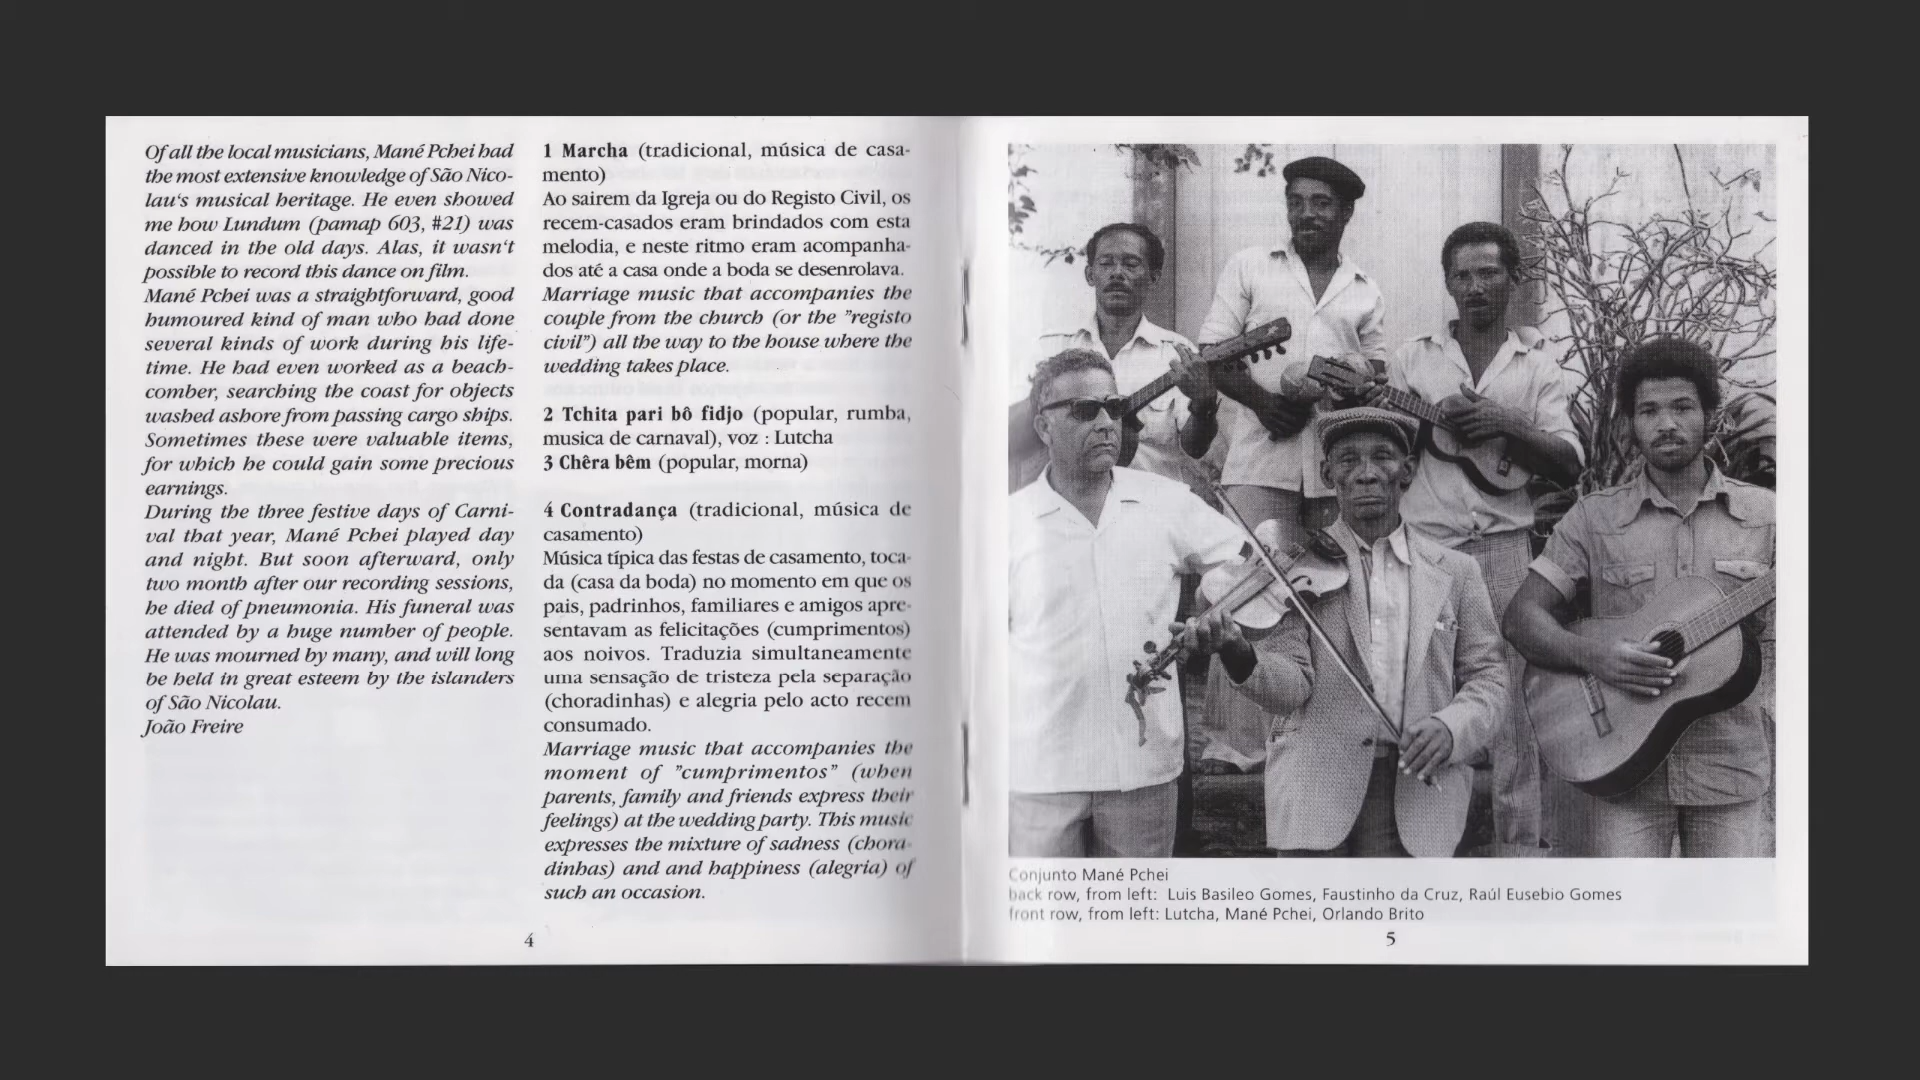 Of all the local musicians, Mané Pchei had
the most extensive knowledge of São Nico-
lau‘s musical heritage. He even showed
me how Lundum (pamap 603, #21) was
danced in the old days. Alas, it wasn‘t
possible to record this dance on film.
Mané Pchei was a straightforward, good
humoured kind of man who had done
several kinds of work during his life-
time. He had even worked as a beach-
comber, searching the coast for objects
washed ashore from passing cargo ships.
Sometimes these were valuable items,
for which he could gain some precious
earnings.
During the three festive days of Carni-
val that year, Mané Pchei played day
and night. But soon afterward, only
two month after our recording sessions,
he died of pneumonia. His funeral was
attended by a huge number of people.
He was mourned by many, and will long
be held in great esteem by the islanders
of São Nicolau.
João Freire
1 Marcha (tradicional, música de casa-
mento)
Ao sairem da Igreja ou do Registo Civil, os
recem-casados eram brindados com esta
melodia, e neste ritmo eram acompanha-
dos até a casa onde a boda se desenrolava.
Marriage music that accompanies the
couple from the church (or the ”registo
civil”) all the way to the house where the
wedding takes place.
2 Tchita pari bô fidjo (popular, rumba,
musica de carnaval), voz : Lutcha
3 Chêra bêm (popular, morna)
4 Contradança (tradicional, música de
casamento)
Música típica das festas de casamento, toca-
da (casa da boda) no momento em que os
pais, padrinhos, familiares e amigos apre-
sentavam as felicitações (cumprimentos)
aos noivos. Traduzia simultaneamente
uma sensação de tristeza pela separação
(choradinhas) e alegria pelo acto recem
consumado.
Marriage music that accompanies the
moment of ”cumprimentos” (when
parents, family and friends express their
feelings) at the wedding party. This music
expresses the mixture of sadness (chora-
dinhas) and and happiness (alegria) of
such an occasion.
4
Conjunto Mané Pchei
back row, from left: Luis Basileo Gomes, Faustinho da Cruz, Raúl Eusebio Gomes
front row, from left: Lutcha, Mané Pchei, Orlando Brito
5